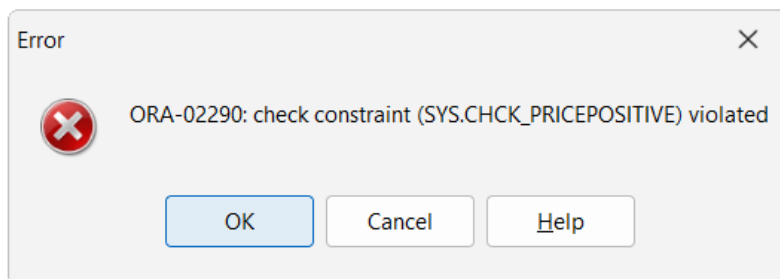 Error
ORA-02290: check constraint (SYS.CHCK_PRICEPOSITIVE) violated
OK
Cancel
Help